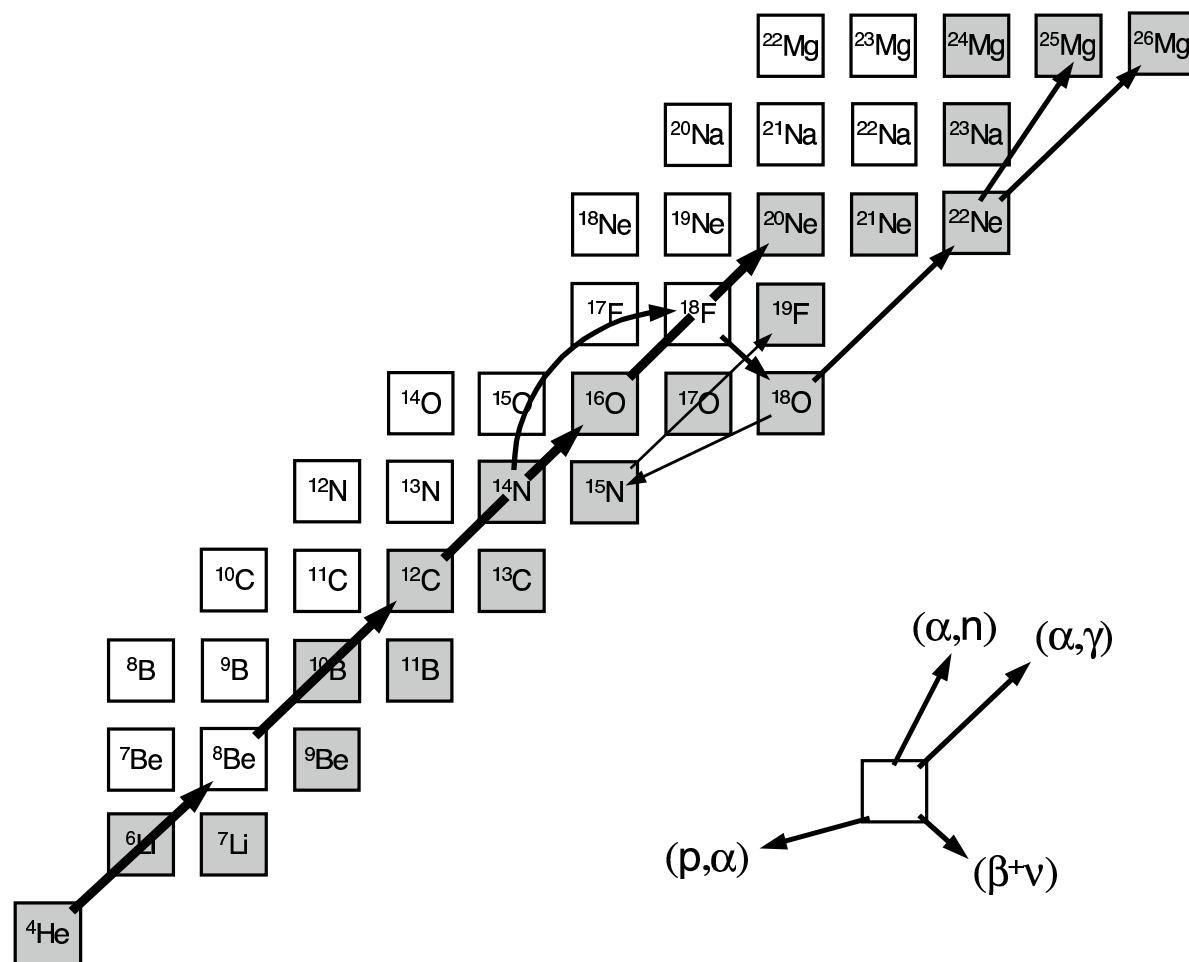 ²²Mg ²³Mg ²⁴Mg ²⁵Mg ²⁶Mg
²⁰Na ²¹Na ²²Na ²³Na
¹⁸Ne ¹⁹Ne ²⁰Ne ²¹Ne ²²Ne
¹⁷F ¹⁸F ¹⁹F
¹⁴O ¹⁵O ¹⁶O ¹⁷O ¹⁸O
¹²N ¹³N ¹⁴N ¹⁵N
¹⁰C ¹¹C ¹²C ¹³C
⁸B ⁹B ¹⁰B ¹¹B
⁷Be ⁸Be ⁹Be
⁶Li ⁷Li
⁴He
(α,n)
(α,γ)
(p,α)
(β⁺ν)